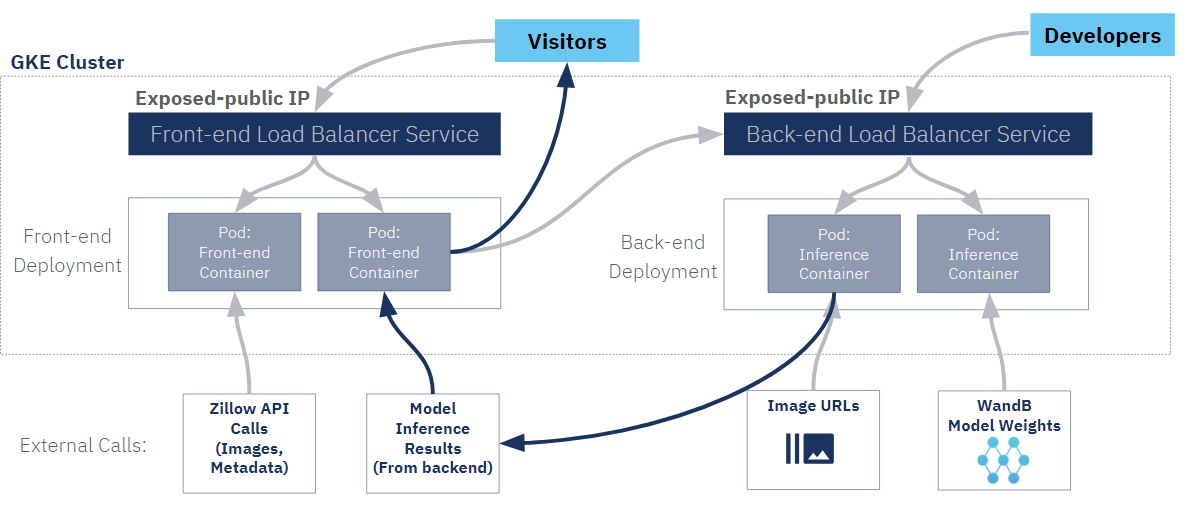 Visitors
Developers
GKE Cluster
Exposed-public IP
Exposed-public IP
Front-end Load Balancer Service
Back-end Load Balancer Service
Front-end
Deployment
Pod:
Front-end
Container
Pod:
Front-end
Container
Back-end
Deployment
Pod:
Inference
Container
Pod:
Inference
Container
External Calls:
Zillow API
Calls
(Images,
Metadata)
Model
Inference
Results
(From backend)
Image URLs
WandB
Model Weights